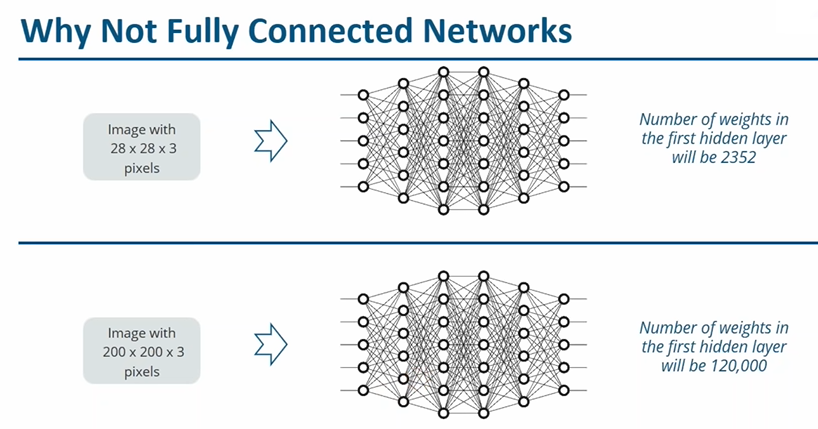 Why Not Fully Connected Networks
Image with
28 x 28 x 3
pixels
Number of weights in
the first hidden layer
will be 2352
Image with
200 x 200 x 3
pixels
Number of weights in
the first hidden layer
will be 120,000